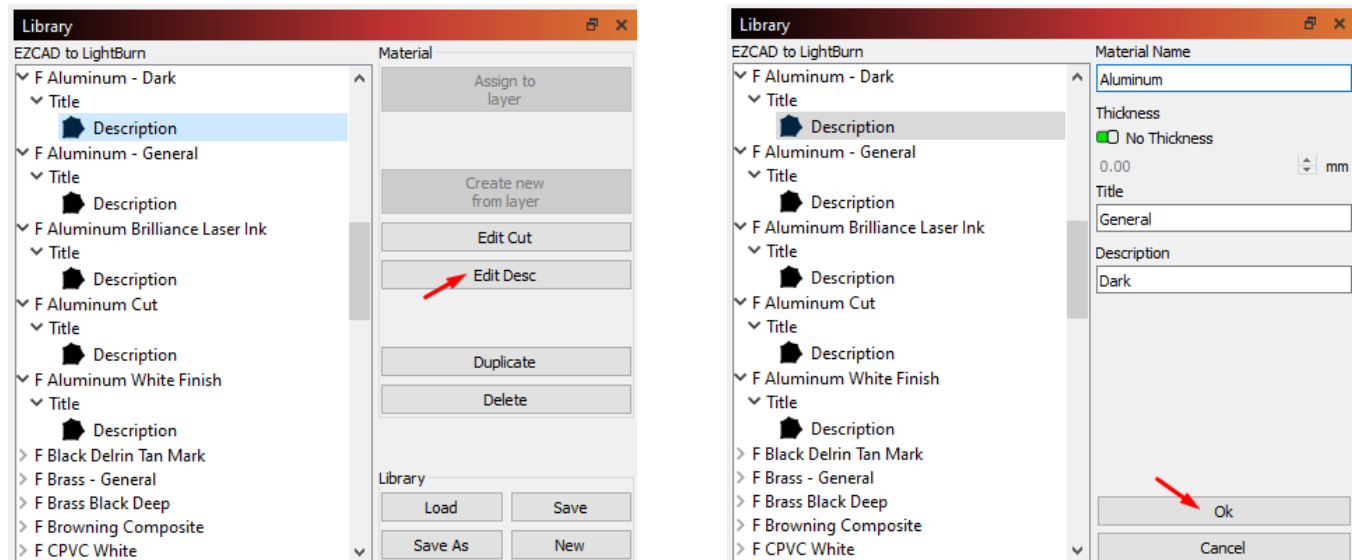 Library
EZCAD to LightBurn
F Aluminum - Dark
Title
Description
F Aluminum - General
Title
Description
F Aluminum Brilliance Laser Ink
Title
Description
F Aluminum Cut
Title
Description
F Aluminum White Finish
Title
Description
F Black Delrin Tan Mark
F Brass - General
F Brass Black Deep
F Browning Composite
F CPVC White
Material
Assign to
layer
Create new
from layer
Edit Cut
Edit Desc
Duplicate
Delete
Library
Load Save
Save As New
Library
EZCAD to LightBurn
F Aluminum - Dark
Title
Description
F Aluminum - General
Title
Description
F Aluminum Brilliance Laser Ink
Title
Description
F Aluminum Cut
Title
Description
F Aluminum White Finish
Title
Description
F Black Delrin Tan Mark
F Brass - General
F Brass Black Deep
F Browning Composite
F CPVC White
Material Name
Aluminum
Thickness
No Thickness
0.00 mm
Title
General
Description
Dark
Ok
Cancel